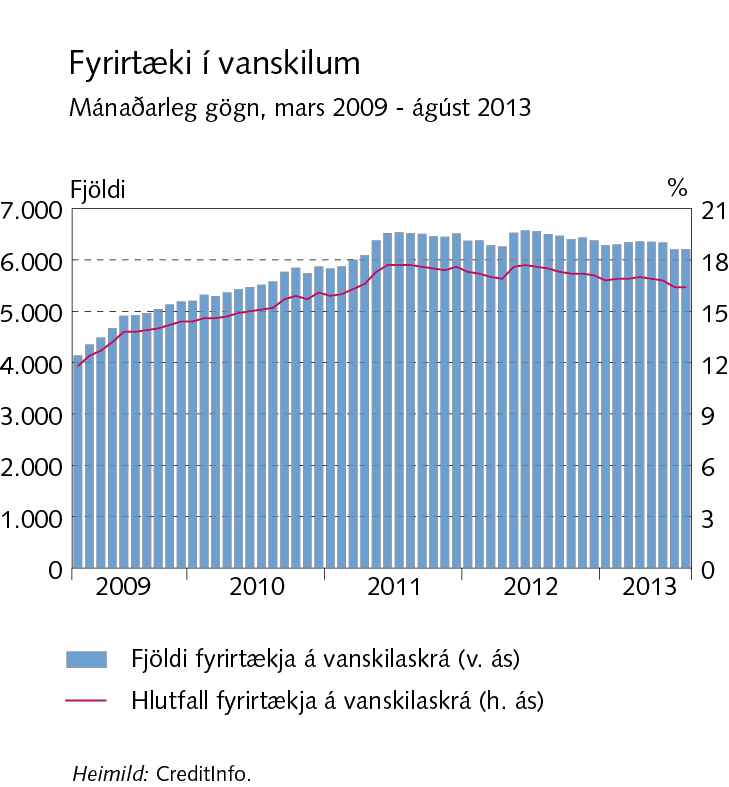 Fyrirtæki í vanskilum
Mánaðarleg gögn, mars 2009 - ágúst 2013
Fjöldi %
7.000 21
6.000 18
5.000 15
4.000 12
3.000 9
2.000 6
1.000 3
0 0
2009 2010 2011 2012 2013
Fjöldi fyrirtækja á vanskilaskrá (v. ás)
Hlutfall fyrirtækja á vanskilaskrá (h. ás)
Heimild: CreditInfo.